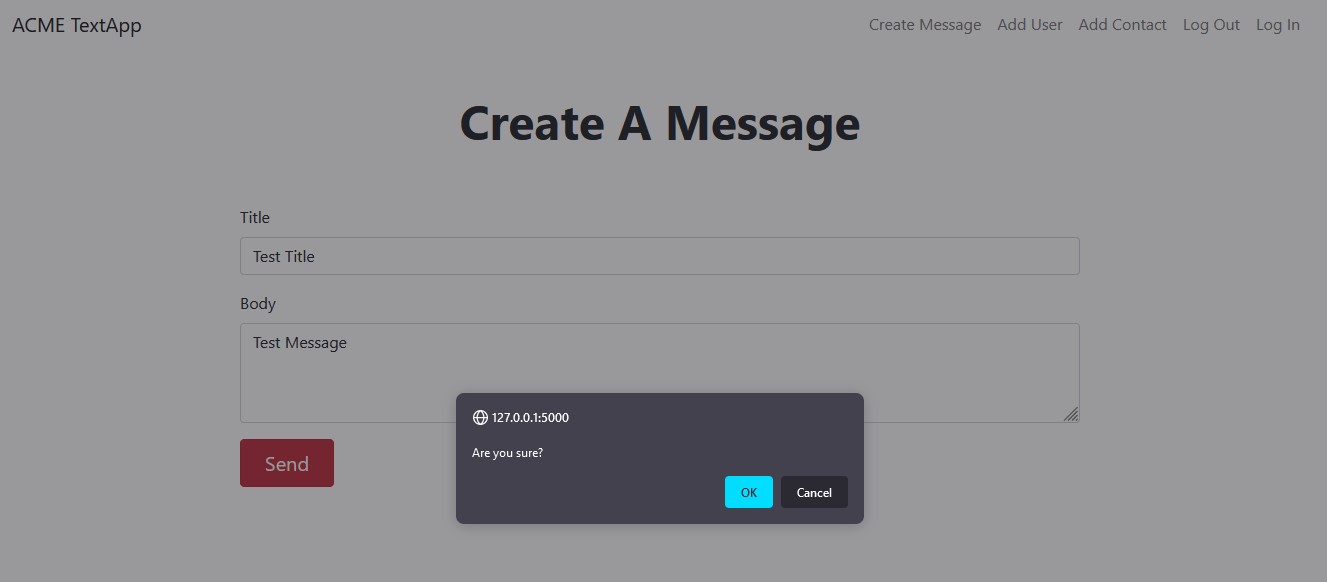 ACME TextApp
Create Message Add User Add Contact Log Out Log In
Create A Message
Title
Test Title
Body
Test Message
127.0.0.1:5000
Are you sure?
OK Cancel
Send